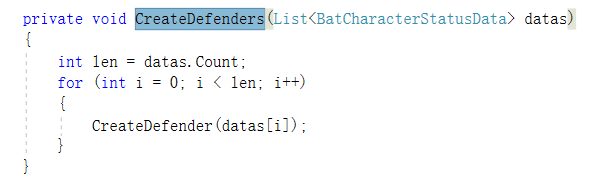 private void CreateDefenders(List<BatCharacterStatusData> datas)
{
    int len = datas.Count;
    for (int i = 0; i < len; i++)
    {
        CreateDefender(datas[i]);
    }
}